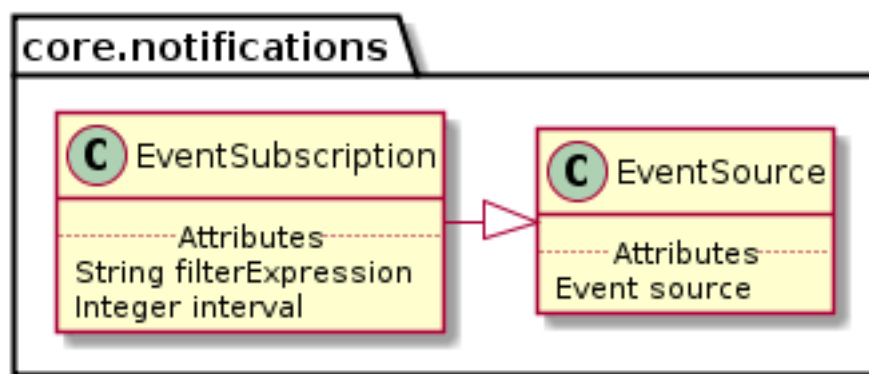 core.notifications
C EventSubscription
Attributes
String filterExpression
Integer interval
C EventSource
Attributes
Event source